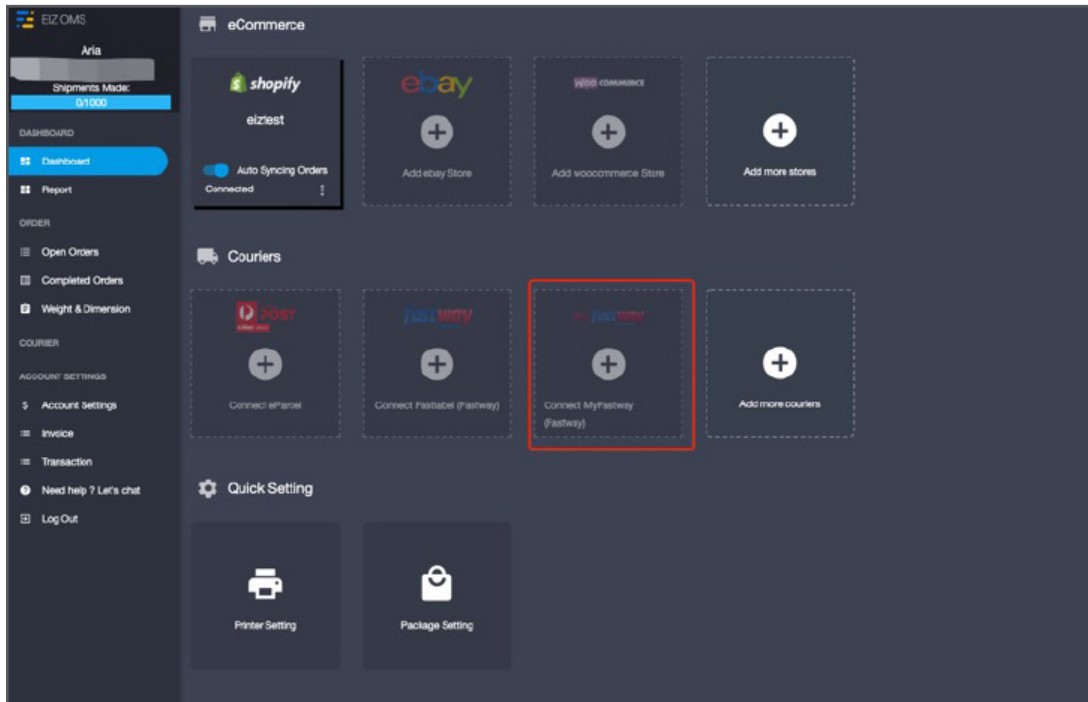 EIZ OMS
Aria
Shipments Made:
0/1000
DASHBOARD
Dashboard
Report
ORDER
Open Orders
Completed Orders
Weight & Dimension
COURIER
ACCOUNT SETTINGS
$ Account Settings
Invoice
Transaction
Need help ? Let's chat
Log Out
eCommerce
shopify
eiztest
Auto Syncing Orders
Connected
ebay
Add ebay Store
WOO COMMERCE
Add woocommerce Store
Add more stores
Couriers
POST
Connect eParcel
fastway
Connect Fastlabel (Fastway)
fastway
Connect MyFastway
(Fastway)
Add more couriers
Quick Setting
Printer Setting
Package Setting